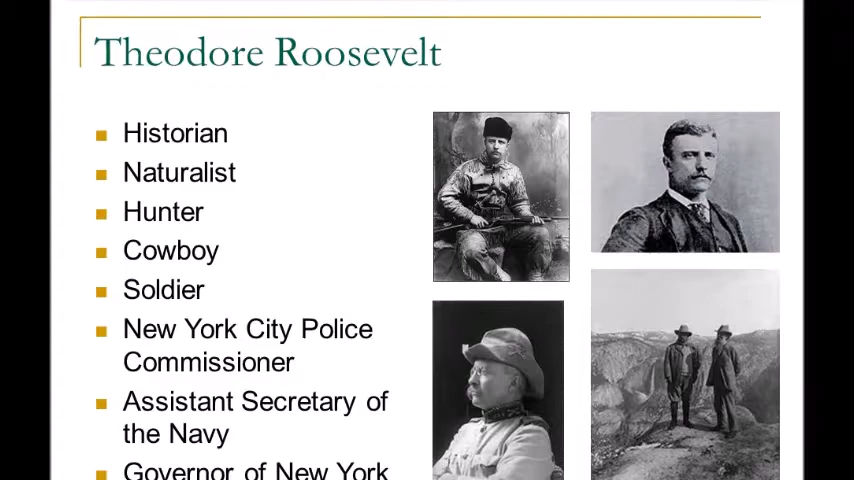 Theodore Roosevelt
Historian
Naturalist
Hunter
Cowboy
Soldier
New York City Police
Commissioner
Assistant Secretary of
the Navy
Governor of New York